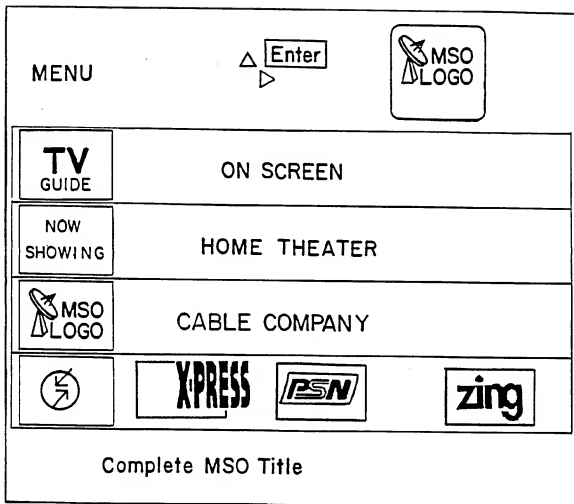 MENU
Enter
MSO
LOGO
TV
GUIDE
ON SCREEN
NOW
SHOWING
HOME THEATER
MSO
LOGO
CABLE COMPANY
X·PRESS
PSN
zing
Complete MSO Title